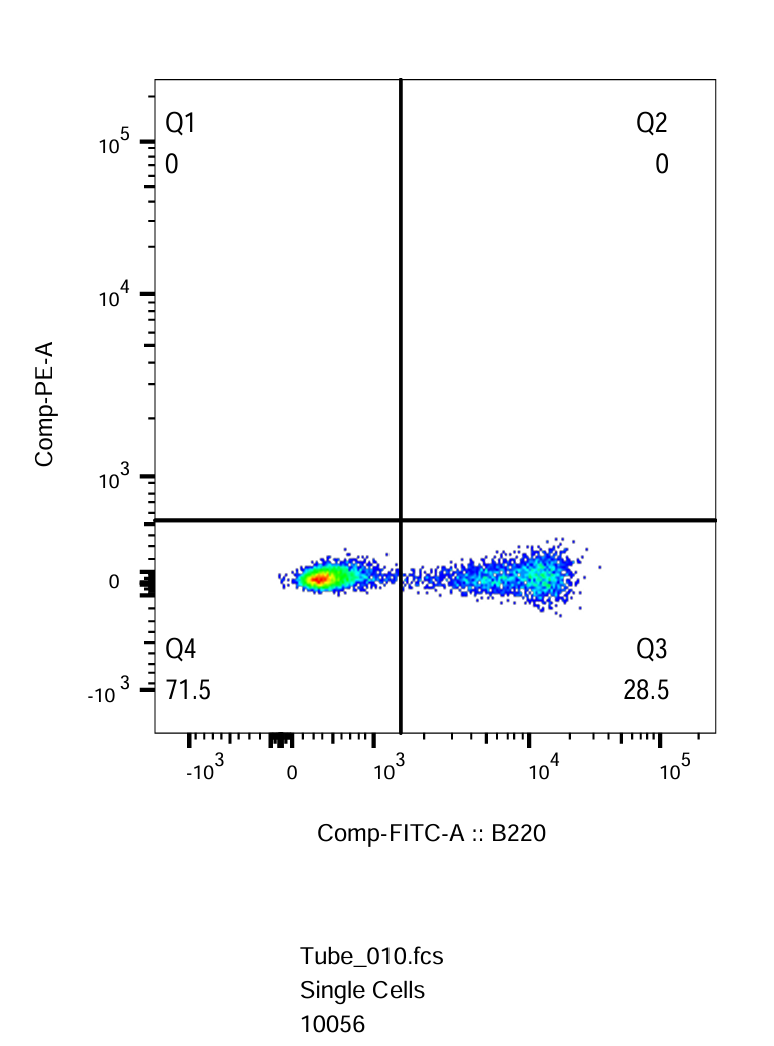 Q1
0
Q2
0
10^5
10^4
10^3
0
-10^3
Comp-PE-A
Q4
71.5
Q3
28.5
-10^3 0 10^3 10^4 10^5
Comp-FITC-A :: B220
Tube_010.fcs
Single Cells
10056